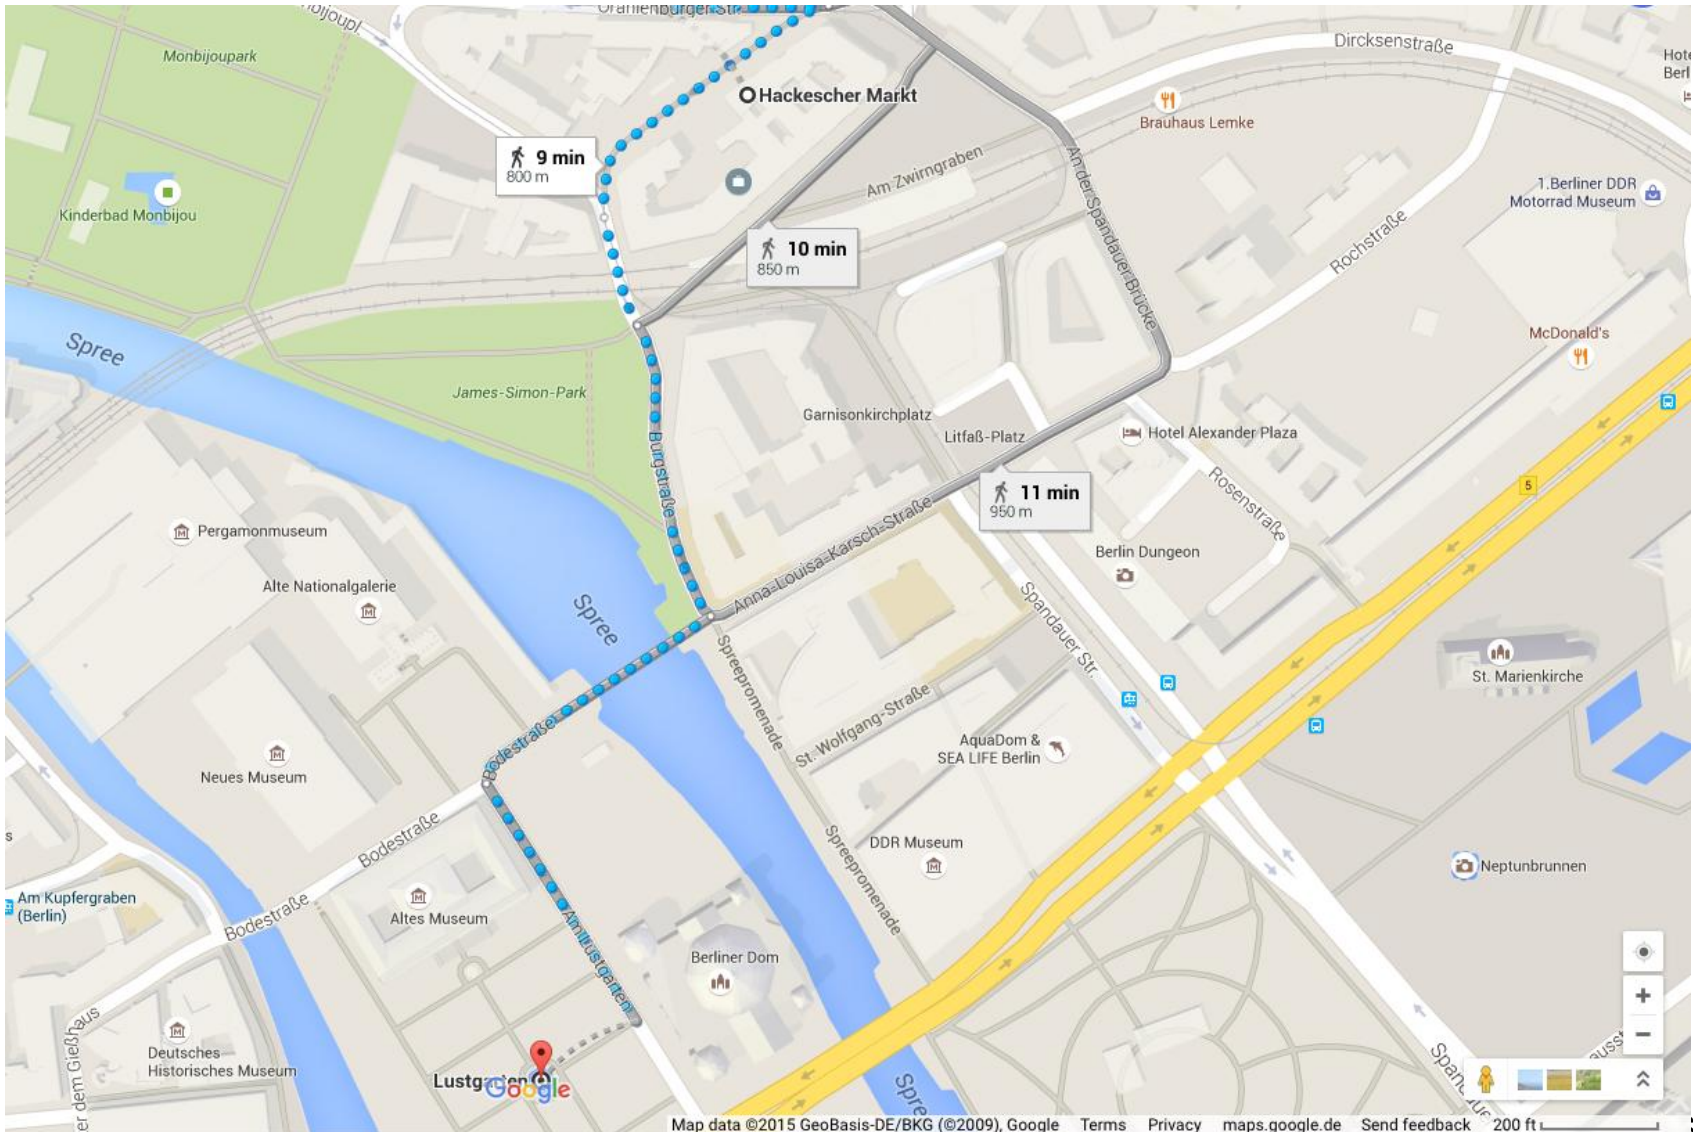 Oranienburger Str.
Monbijoupark
Dircksenstraße
Hackescher Markt
Brauhaus Lemke
9 min
800 m
Am Zwirngraben
An der Spandauer Brücke
1.Berliner DDR
Motorrad Museum
Kinderbad Monbijou
Rochstraße
10 min
850 m
Spree
McDonald's
James-Simon-Park
Garnisonkirchplatz
Litfaß-Platz
Hotel Alexander Plaza
Burgstraße
11 min
950 m
5
Rosenstraße
Pergamonmuseum
Anna-Louisa-Karsch-Straße
Berlin Dungeon
Alte Nationalgalerie
Spree
Spandauer Str.
Spreepromenade
St. Marienkirche
St. Wolfgang-Straße
Bodestraße
AquaDom &
SEA LIFE Berlin
Neues Museum
Bodestraße
DDR Museum
Spreepromenade
Neptunbrunnen
Am Kupfergraben
(Berlin)
Bodestraße
Altes Museum
Am Lustgarten
Berliner Dom
Deutsches
Historisches Museum
er dem Gießhaus
Lustgarten
Google
Map data ©2015 GeoBasis-DE/BKG (©2009), Google Terms Privacy maps.google.de Send feedback 200 ft